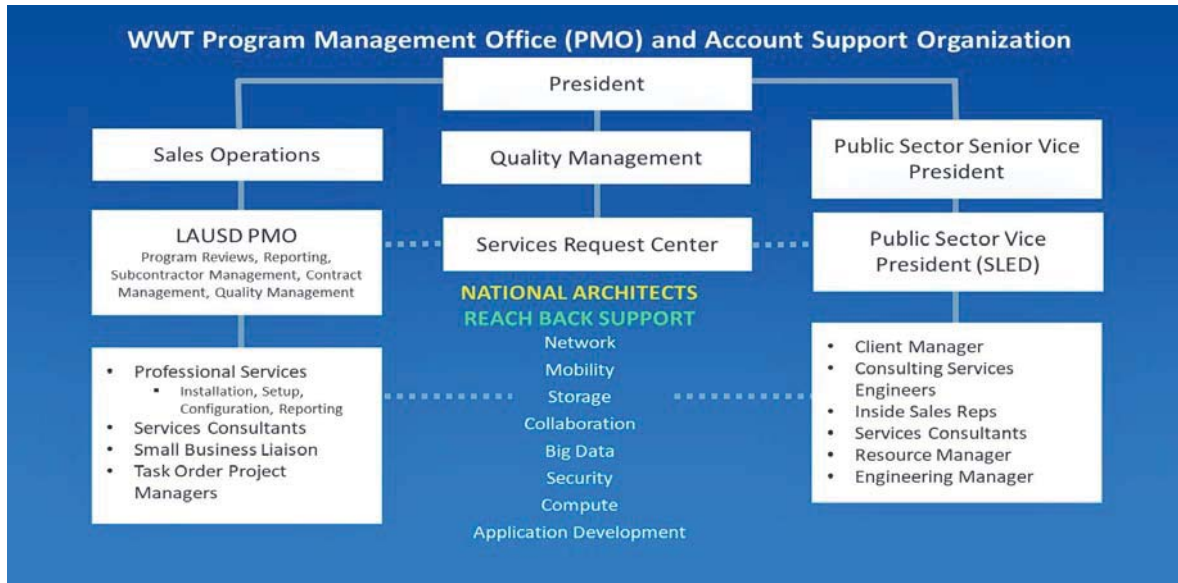 WWT Program Management Office (PMO) and Account Support Organization
President
Sales Operations
Quality Management
Public Sector Senior Vice
President
LAUSD PMO
Program Reviews, Reporting,
Subcontractor Management, Contract
Management, Quality Management
Services Request Center
Public Sector Vice
President (SLED)
NATIONAL ARCHITECTS
REACH BACK SUPPORT
Network
Mobility
Storage
Collaboration
Big Data
Security
Compute
Application Development
• Professional Services
▪ Installation, Setup,
Configuration, Reporting
• Services Consultants
• Small Business Liaison
• Task Order Project
Managers
• Client Manager
• Consulting Services
Engineers
• Inside Sales Reps
• Services Consultants
• Resource Manager
• Engineering Manager